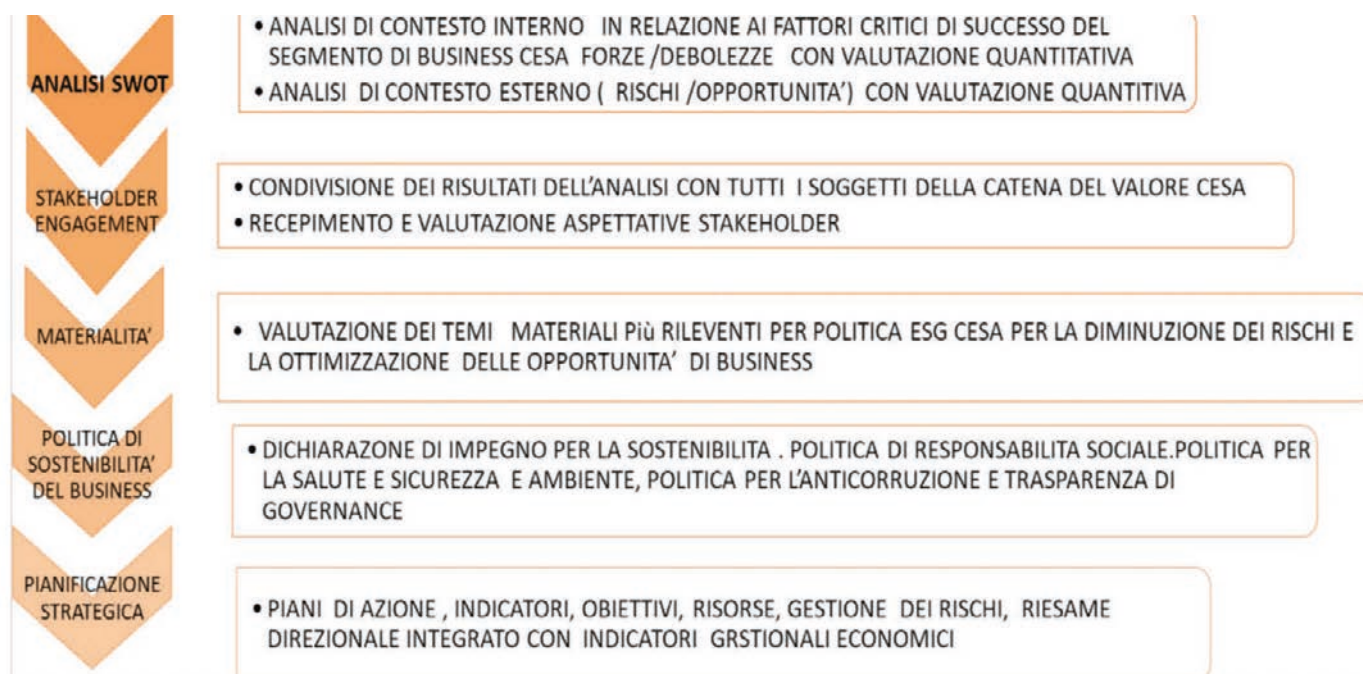 ANALISI SWOT
• ANALISI DI CONTESTO INTERNO IN RELAZIONE AI FATTORI CRITICI DI SUCCESSO DEL
SEGMENTO DI BUSINESS CESA FORZE /DEBOLEZZE CON VALUTAZIONE QUANTITATIVA
• ANALISI DI CONTESTO ESTERNO ( RISCHI /OPPORTUNITA’) CON VALUTAZIONE QUANTITIVA
STAKEHOLDER
ENGAGEMENT
• CONDIVISIONE DEI RISULTATI DELL’ANALISI CON TUTTI I SOGGETTI DELLA CATENA DEL VALORE CESA
• RECEPIMENTO E VALUTAZIONE ASPETTATIVE STAKEHOLDER
MATERIALITA’
• VALUTAZIONE DEI TEMI MATERIALI Più RILEVENTI PER POLITICA ESG CESA PER LA DIMINUZIONE DEI RISCHI E
LA OTTIMIZZAZIONE DELLE OPPORTUNITA’ DI BUSINESS
POLITICA DI
SOSTENIBILITA’
DEL BUSINESS
• DICHIARAZONE DI IMPEGNO PER LA SOSTENIBILITA . POLITICA DI RESPONSABILITA SOCIALE.POLITICA PER
LA SALUTE E SICUREZZA E AMBIENTE, POLITICA PER L’ANTICORRUZIONE E TRASPARENZA DI
GOVERNANCE
PIANIFICAZIONE
STRATEGICA
• PIANI DI AZIONE , INDICATORI, OBIETTIVI, RISORSE, GESTIONE DEI RISCHI, RIESAME
DIREZIONALE INTEGRATO CON INDICATORI GRSTIONALI ECONOMICI